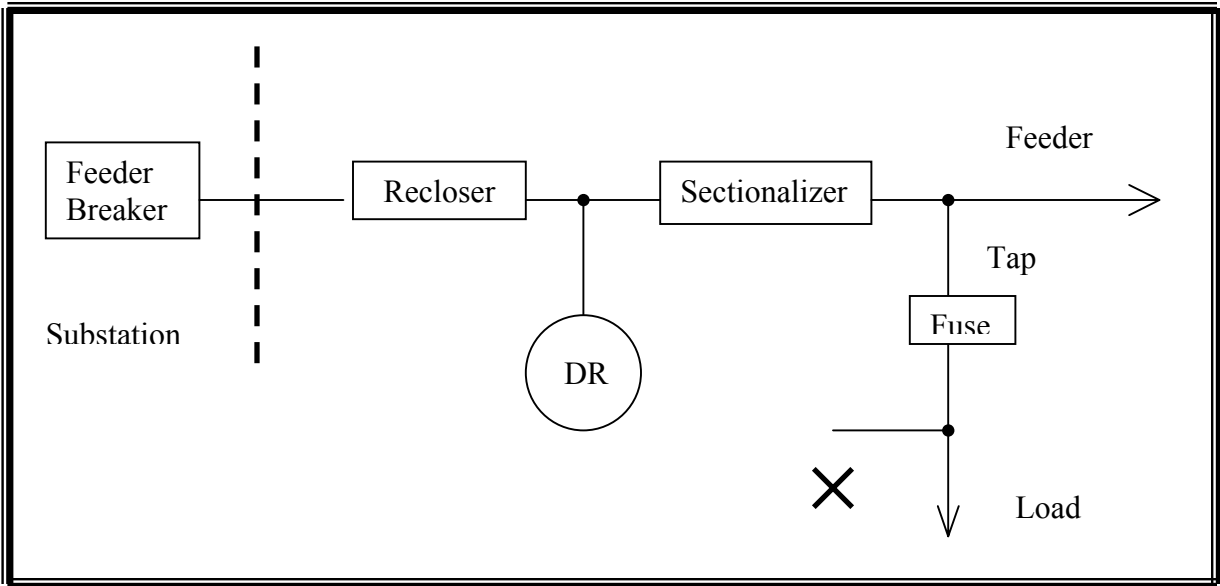 Feeder
Feeder
Breaker
Recloser
Sectionalizer
Tap
Fuse
Substation
DR
Load